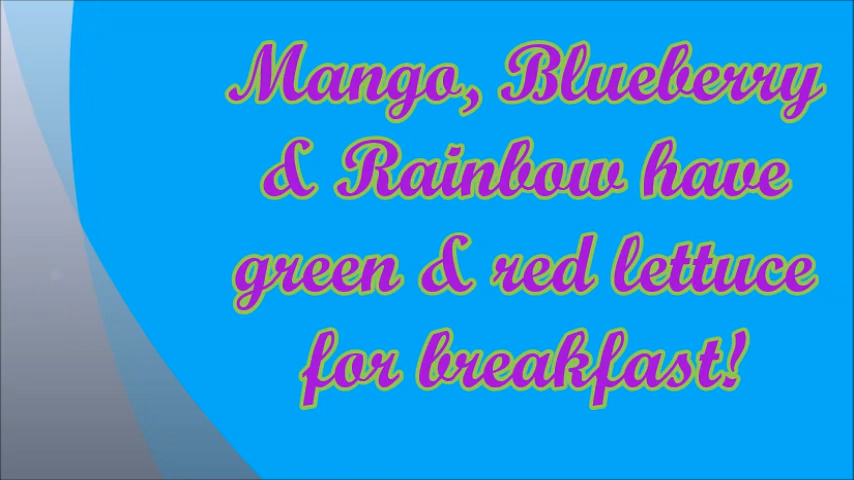 Mango, Blueberry
& Rainbow have
green & red lettuce
for breakfast!